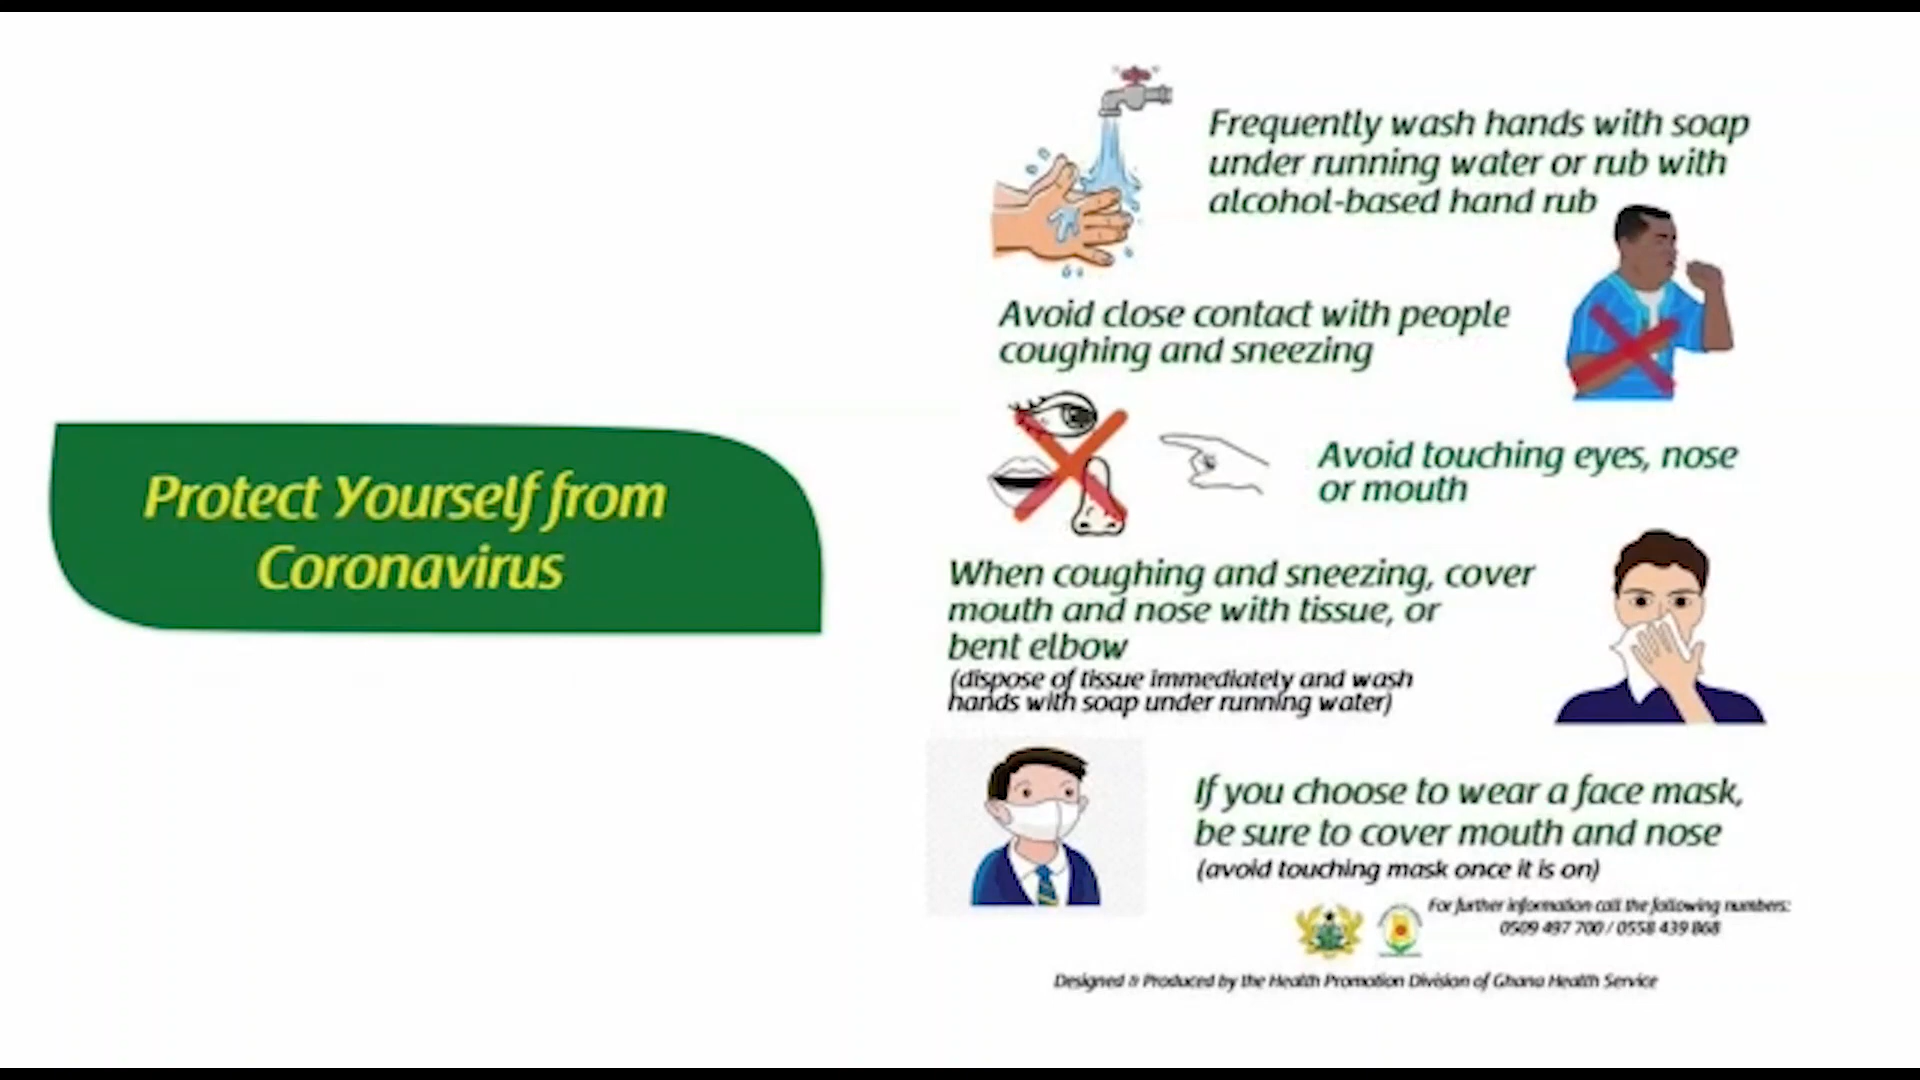 Protect Yourself from
Coronavirus
Frequently wash hands with soap
under running water or rub with
alcohol-based hand rub
Avoid close contact with people
coughing and sneezing
Avoid touching eyes, nose
or mouth
When coughing and sneezing, cover
mouth and nose with tissue, or
bent elbow
(dispose of tissue immediately and wash
hands with soap under running water)
If you choose to wear a face mask,
be sure to cover mouth and nose
(avoid touching mask once it is on)
For further information call the following numbers:
0509 497 700 / 0558 439 868
Designed & Produced by the Health Promotion Division of Ghana Health Service